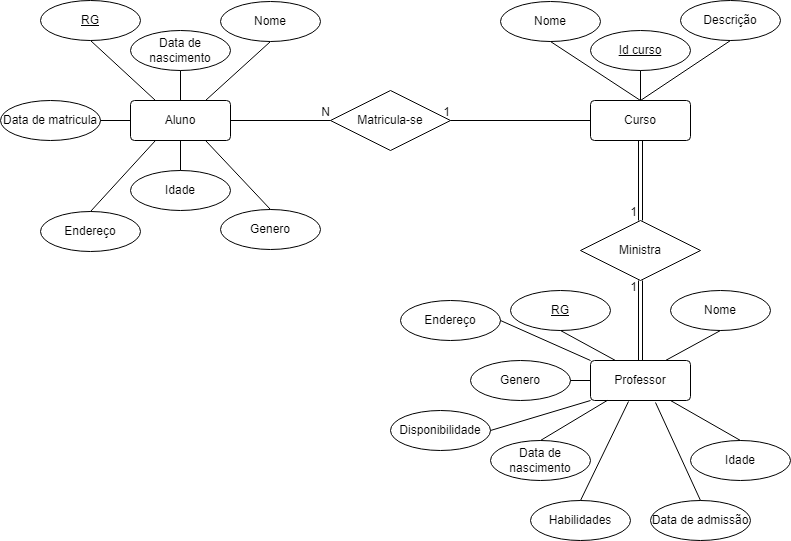 RG
Data de
nascimento
Nome
Nome
Id curso
Descrição
Data de matricula
Aluno
N
Matricula-se
1
Curso
Endereço
Idade
Genero
1
Ministra
1
Endereço
RG
Nome
Genero
Professor
Disponibilidade
Data de
nascimento
Idade
Habilidades
Data de admissão